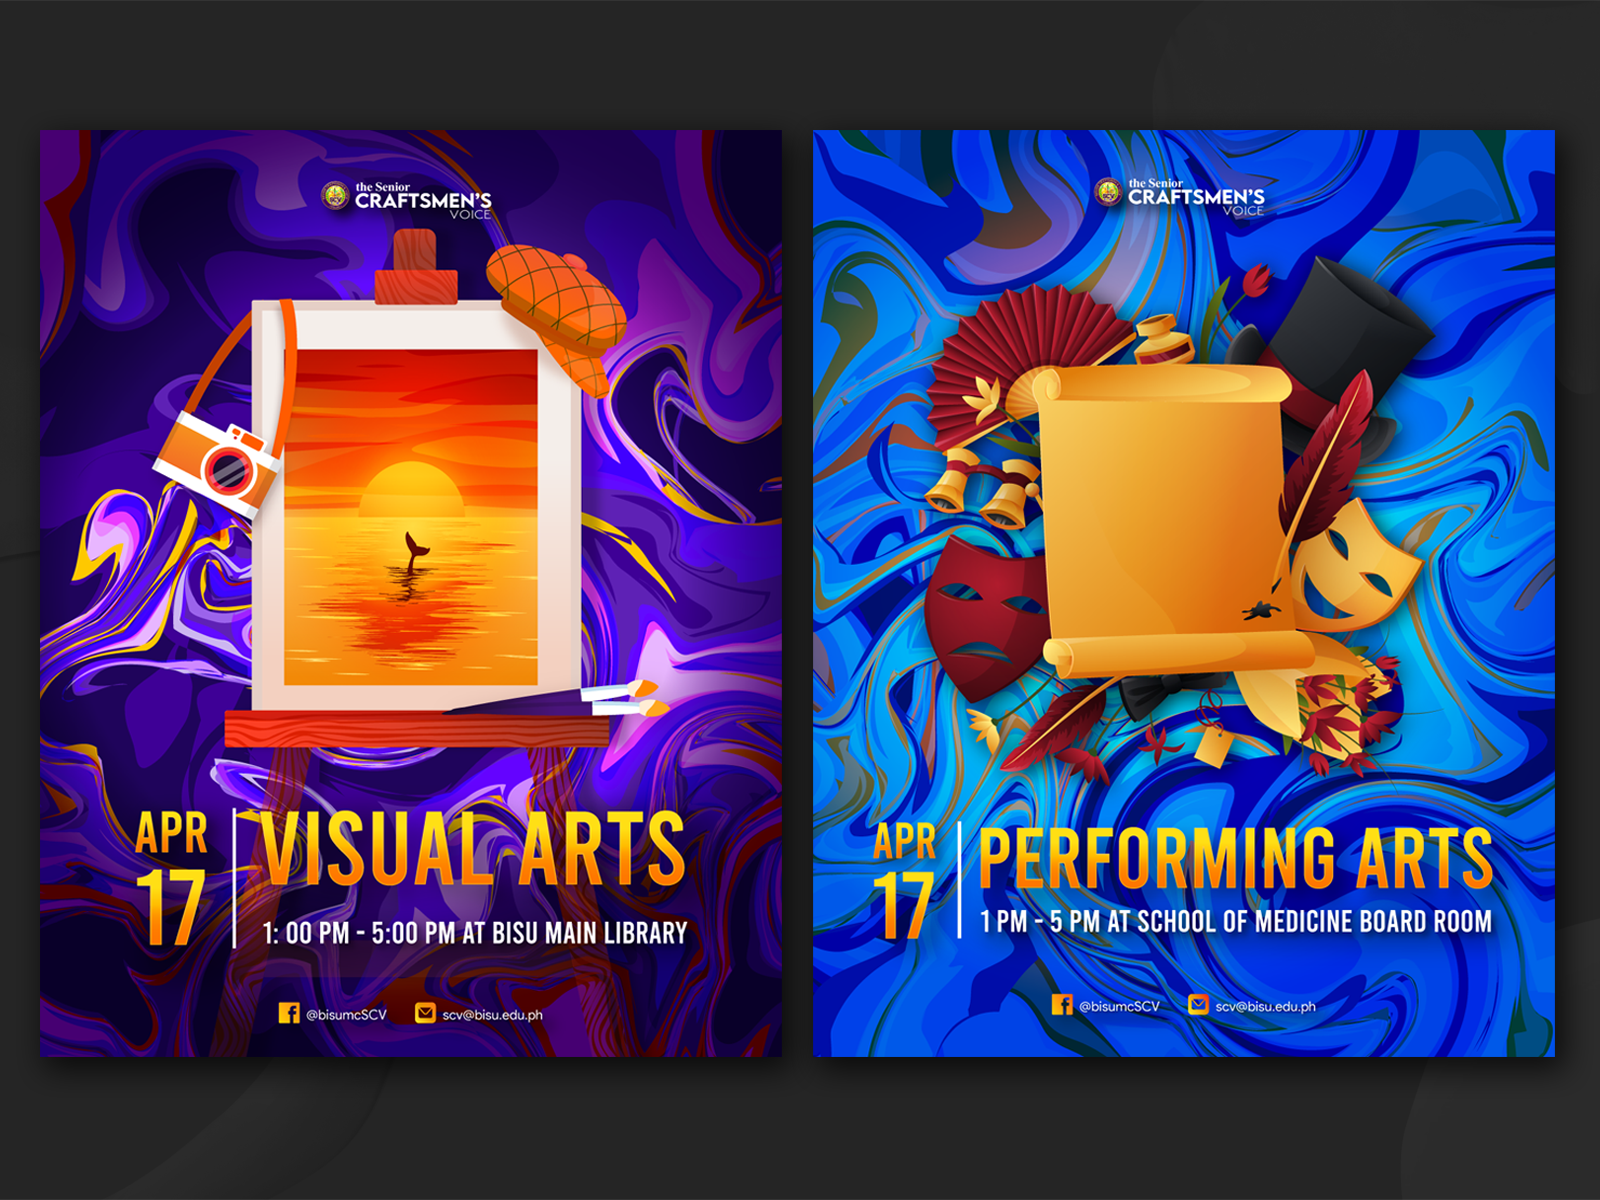 the Senior
CRAFTSMEN'S
VOICE
APR
17
VISUAL ARTS
1: 00 PM - 5:00 PM AT BISU MAIN LIBRARY
@bisumcSCV
scv@bisu.edu.ph
the Senior
CRAFTSMEN'S
VOICE
APR
17
PERFORMING ARTS
1 PM - 5 PM AT SCHOOL OF MEDICINE BOARD ROOM
@bisumcSCV
scv@bisu.edu.ph